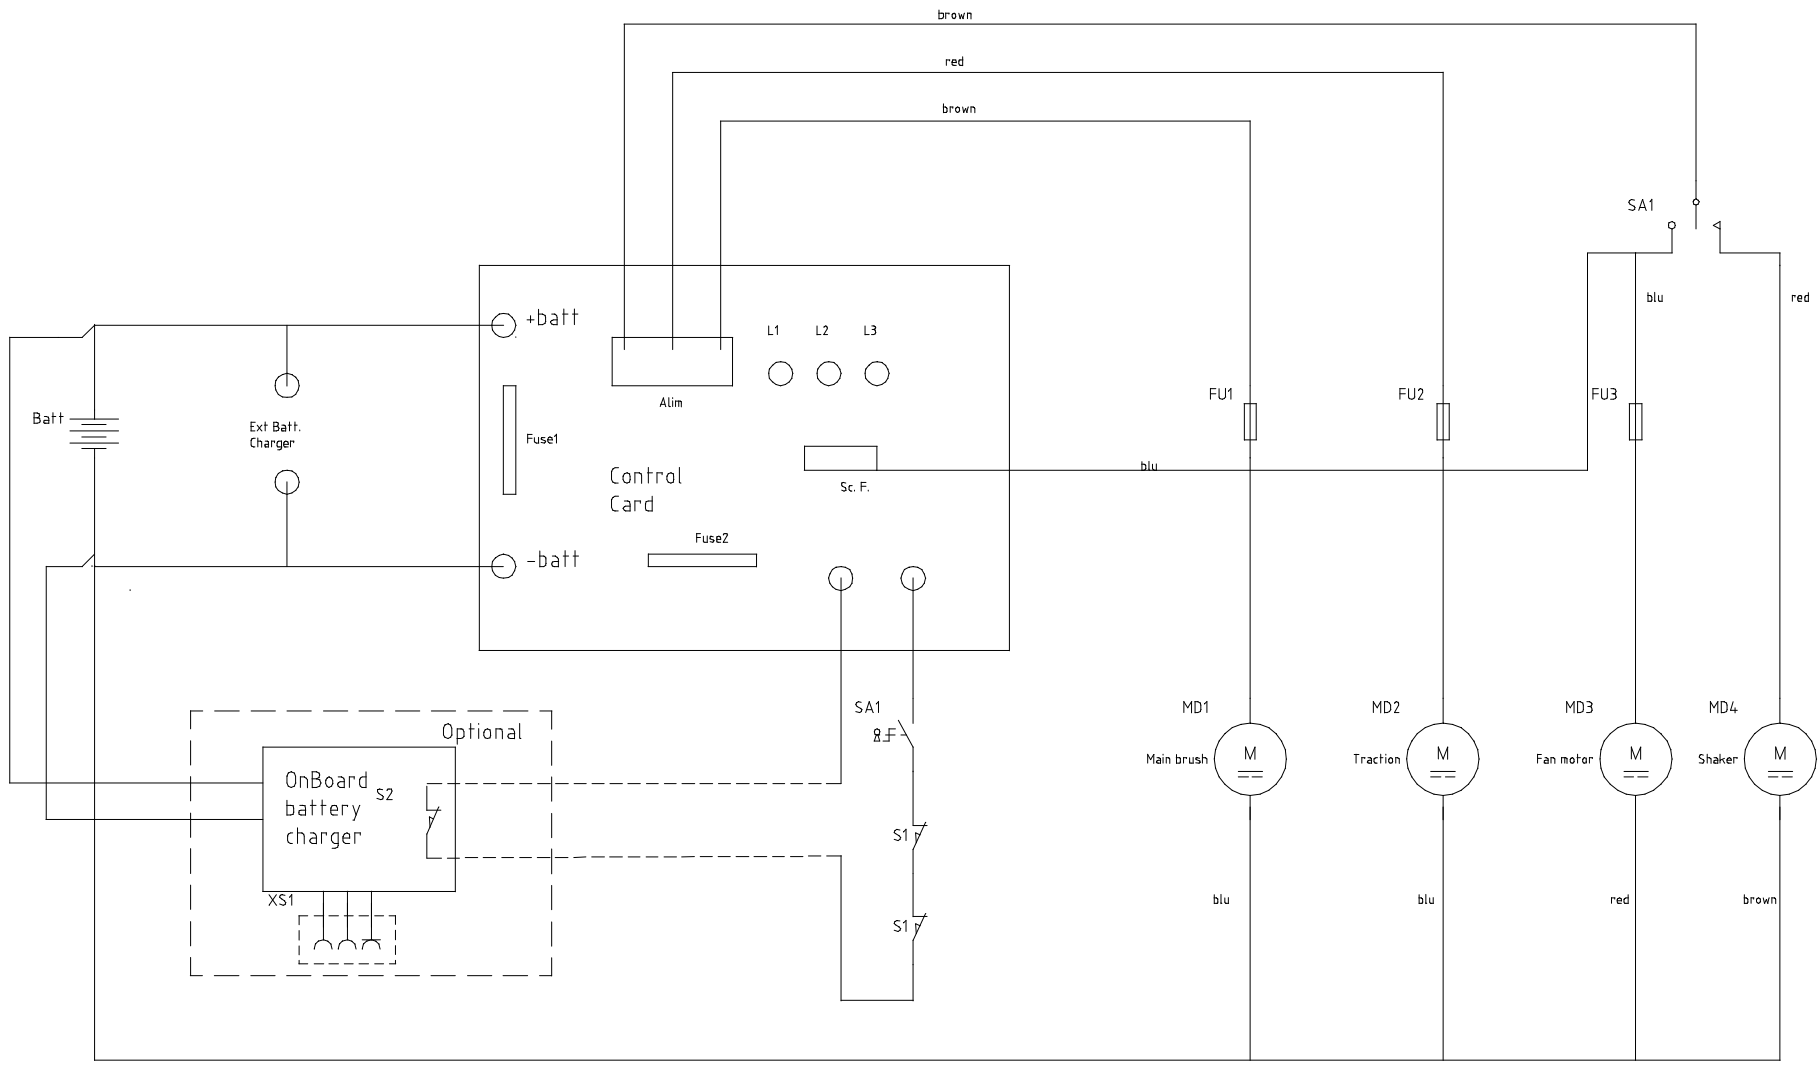 brown
red
brown
SA1
blu
red
+batt
L1
L2
L3
Alim
FU1
FU2
FU3
Batt
Ext Batt.
Charger
Fuse1
Control
Card
blu
Sc. F.
Fuse2
-batt
SA1
MD1
MD2
MD3
MD4
Optional
M
M
M
M
Main brush
Traction
Fan motor
Shaker
OnBoard
battery
charger
S2
S1
XS1
blu
blu
red
brown
S1